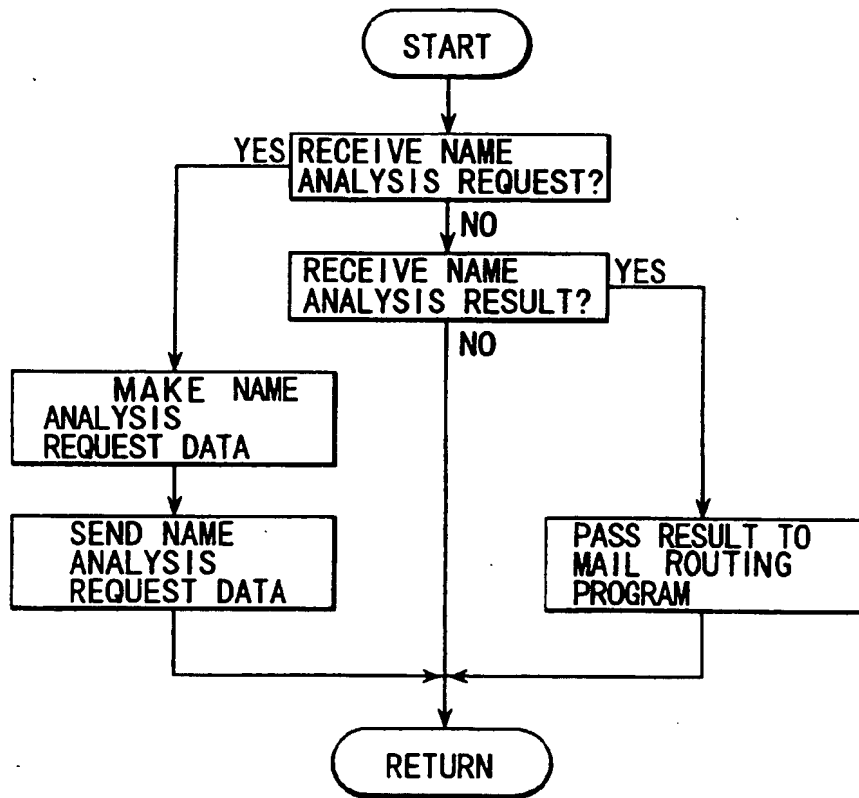 START
YES
RECEIVE NAME
ANALYSIS REQUEST?
NO
RECEIVE NAME
ANALYSIS RESULT?
YES
NO
MAKE NAME
ANALYSIS
REQUEST DATA
SEND NAME
ANALYSIS
REQUEST DATA
PASS RESULT TO
MAIL ROUTING
PROGRAM
RETURN